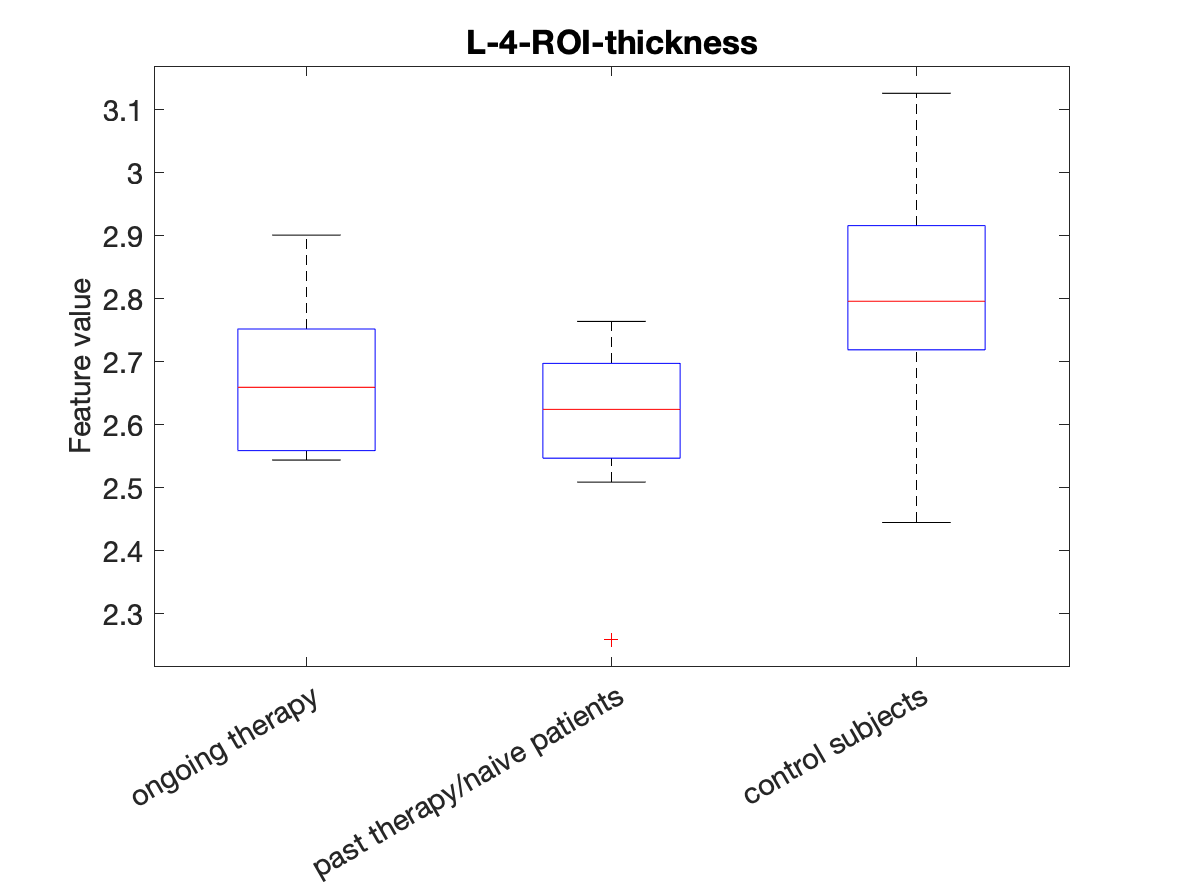 L-4-ROI-thickness
3.1
3
2.9
2.8
2.7
2.6
2.5
2.4
2.3
Feature value
ongoing therapy
past therapy/naive patients
control subjects